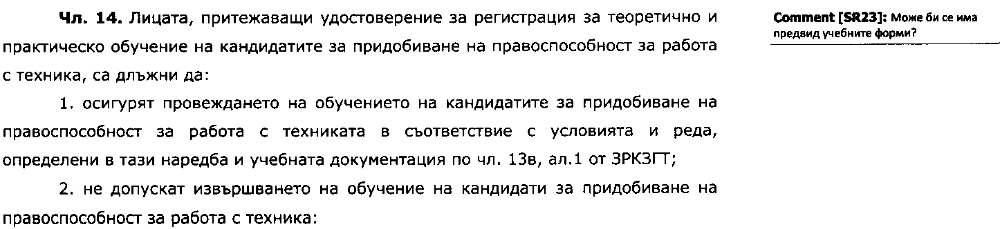 Чл. 14. Лицата, притежаващи удостоверение за регистрация за теоретично и
практическо обучение на кандидатите за придобиване на правоспособност за работа
с техника, са длъжни да:
1. осигурят провеждането на обучението на кандидатите за придобиване на
правоспособност за работа с техниката в съответствие с условията и реда,
определени в тази наредба и учебната документация по чл. 13в, ал.1 от ЗРКЗГТ;
2. не допускат извършването на обучение на кандидати за придобиване на
правоспособност за работа с техника:
Comment [SR23]: Може би се има
предвид учебните форми?